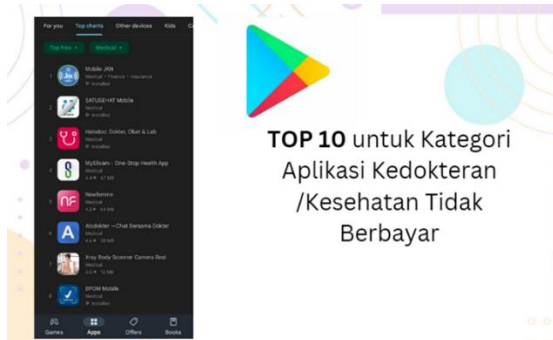 For you Top charts Other devices Kids
Top free Medical
1 Mobile JKN
Medical • Finance • Insurance
Installed
2 SATUSEHAT Mobile
Medical
Installed
3 Halodoc: Dokter, Obat & Lab
Medical
Installed
4 MySiloam - One-Stop Health App
Medical
5 Newfemme
Medical
6 Alodokter —Chat Bersama Dokter
Medical
7 Xray Body Scanner Camera Real
Medical
8 BPOM Mobile
Medical
Installed
Games Apps Offers Books
TOP 10 untuk Kategori
Aplikasi Kedokteran
/Kesehatan Tidak
Berbayar